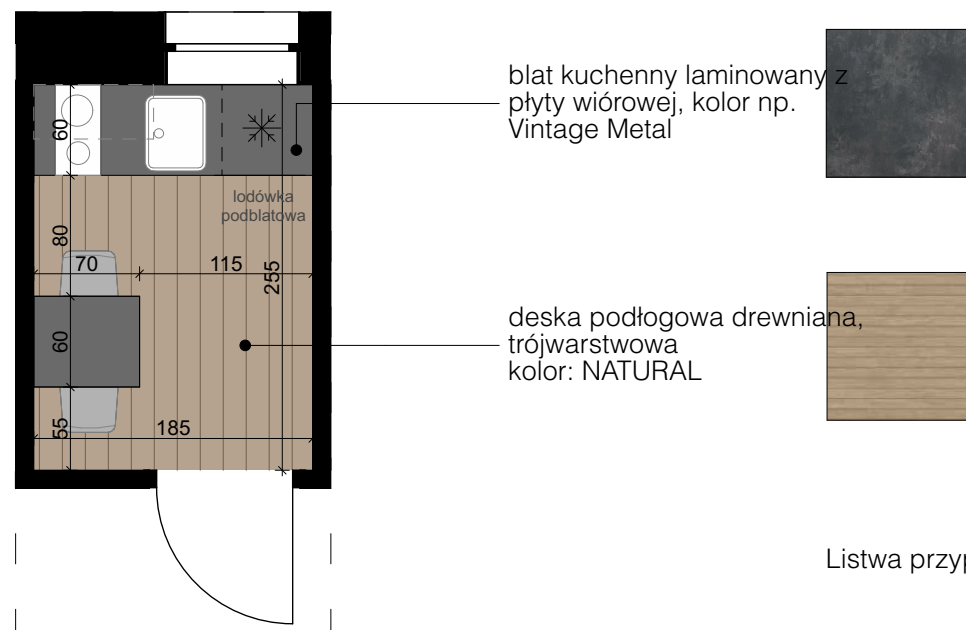 blat kuchenny laminowany z
płyty wiórowej, kolor np.
Vintage Metal
60
lodówka
podblatowa
80
70
115
255
60
deska podłogowa drewniana,
trójwarstwowa
kolor: NATURAL
55
185
Listwa przyp